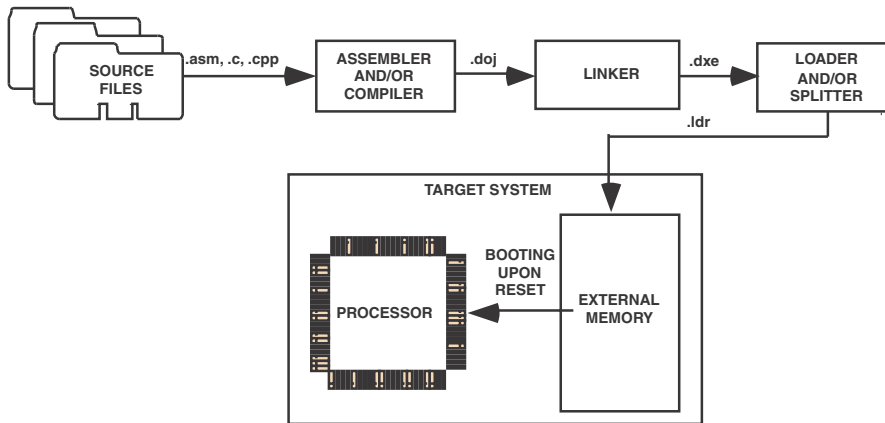 SOURCE
FILES
.asm, .c, .cpp
ASSEMBLER
AND/OR
COMPILER
.doj
LINKER
.dxe
LOADER
AND/OR
SPLITTER
.ldr
TARGET SYSTEM
PROCESSOR
BOOTING
UPON
RESET
EXTERNAL
MEMORY